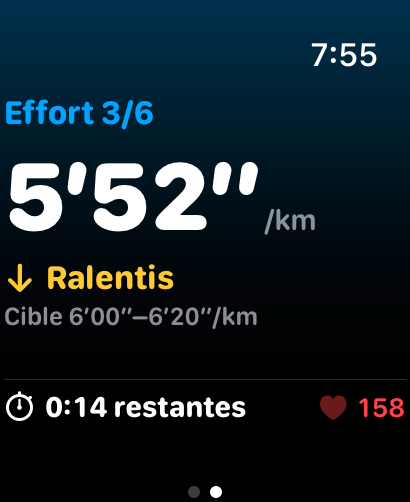 7:55
Effort 3/6
5′52″/km
↓ Ralentis
Cible 6′00″–6′20″/km
0:14 restantes 158